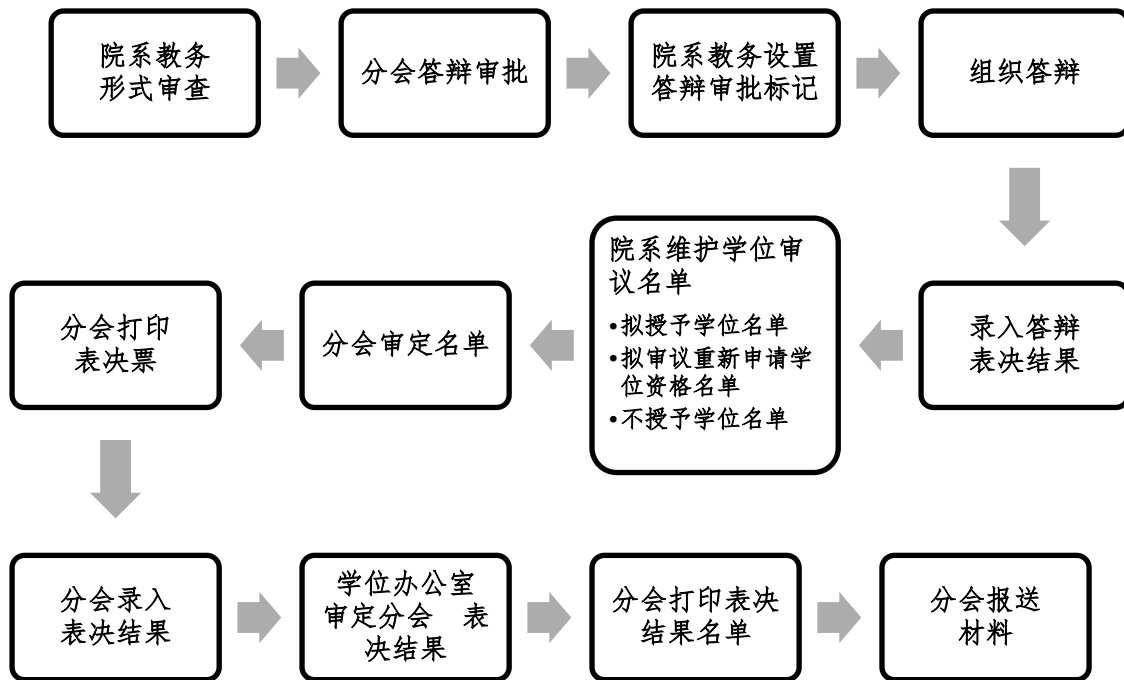 院系教务
形式审查
分会答辩审批
院系教务设置
答辩审批标记
组织答辩
录入答辩
表决结果
院系维护学位审
议名单
•拟授予学位名单
•拟审议重新申请学
位资格名单
•不授予学位名单
分会审定名单
分会打印
表决票
分会录入
表决结果
学位办公室
审定分会 表
决结果
分会打印表决
结果名单
分会报送
材料